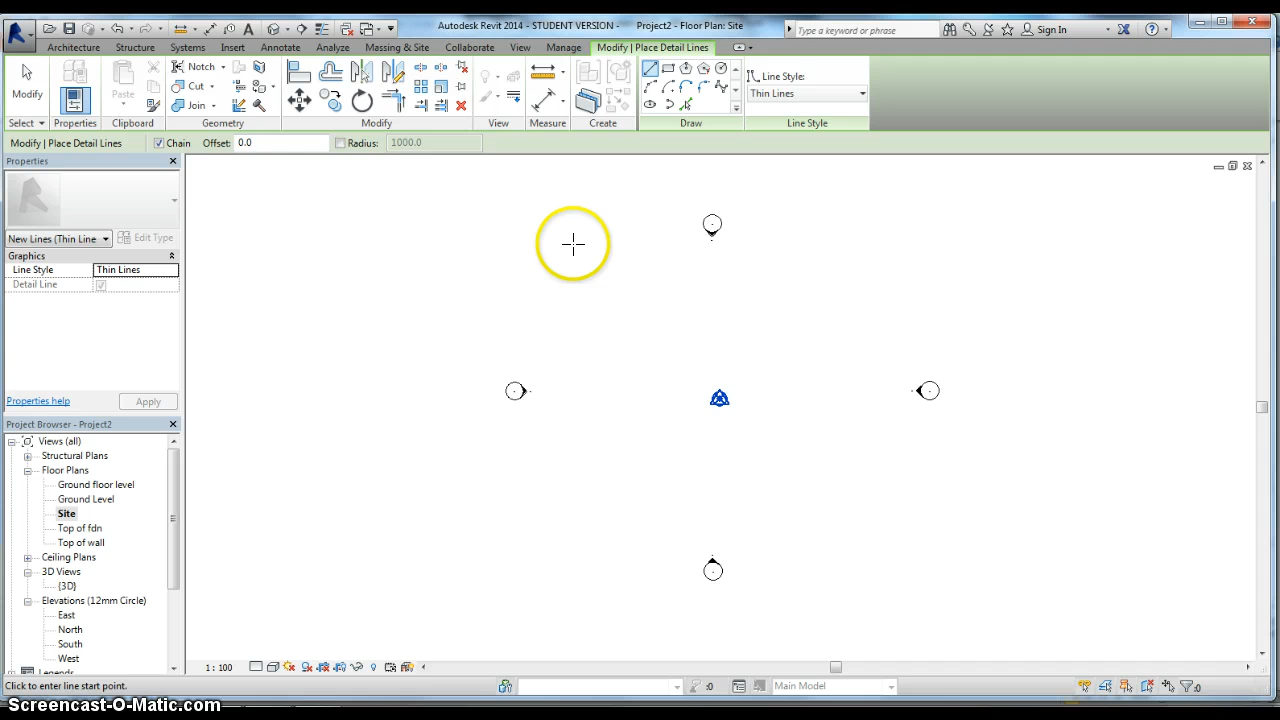 Autodesk Revit 2014 - STUDENT VERSION - Project2 - Floor Plan: Site
Type a keyword or phrase
Sign In
Architecture Structure Systems Insert Annotate Analyze Massing & Site Collaborate View Manage Modify | Place Detail Lines
Modify
Paste
Notch
Cut
Join
Line Style:
Thin Lines
Select Properties Clipboard Geometry Modify View Measure Create Draw Line Style
Modify | Place Detail Lines Chain Offset: 0.0 Radius: 1000.0
Properties
New Lines (Thin Line Edit Type
Graphics
Line Style Thin Lines
Detail Line
Properties help Apply
Project Browser - Project2
Views (all)
Structural Plans
Floor Plans
Ground floor level
Ground Level
Site
Top of fdn
Top of wall
Ceiling Plans
3D Views
{3D}
Elevations (12mm Circle)
East
North
South
West
Legends
1 : 100
Click to enter line start point.
:0
Main Model
:0
Screencast-O-Matic.com